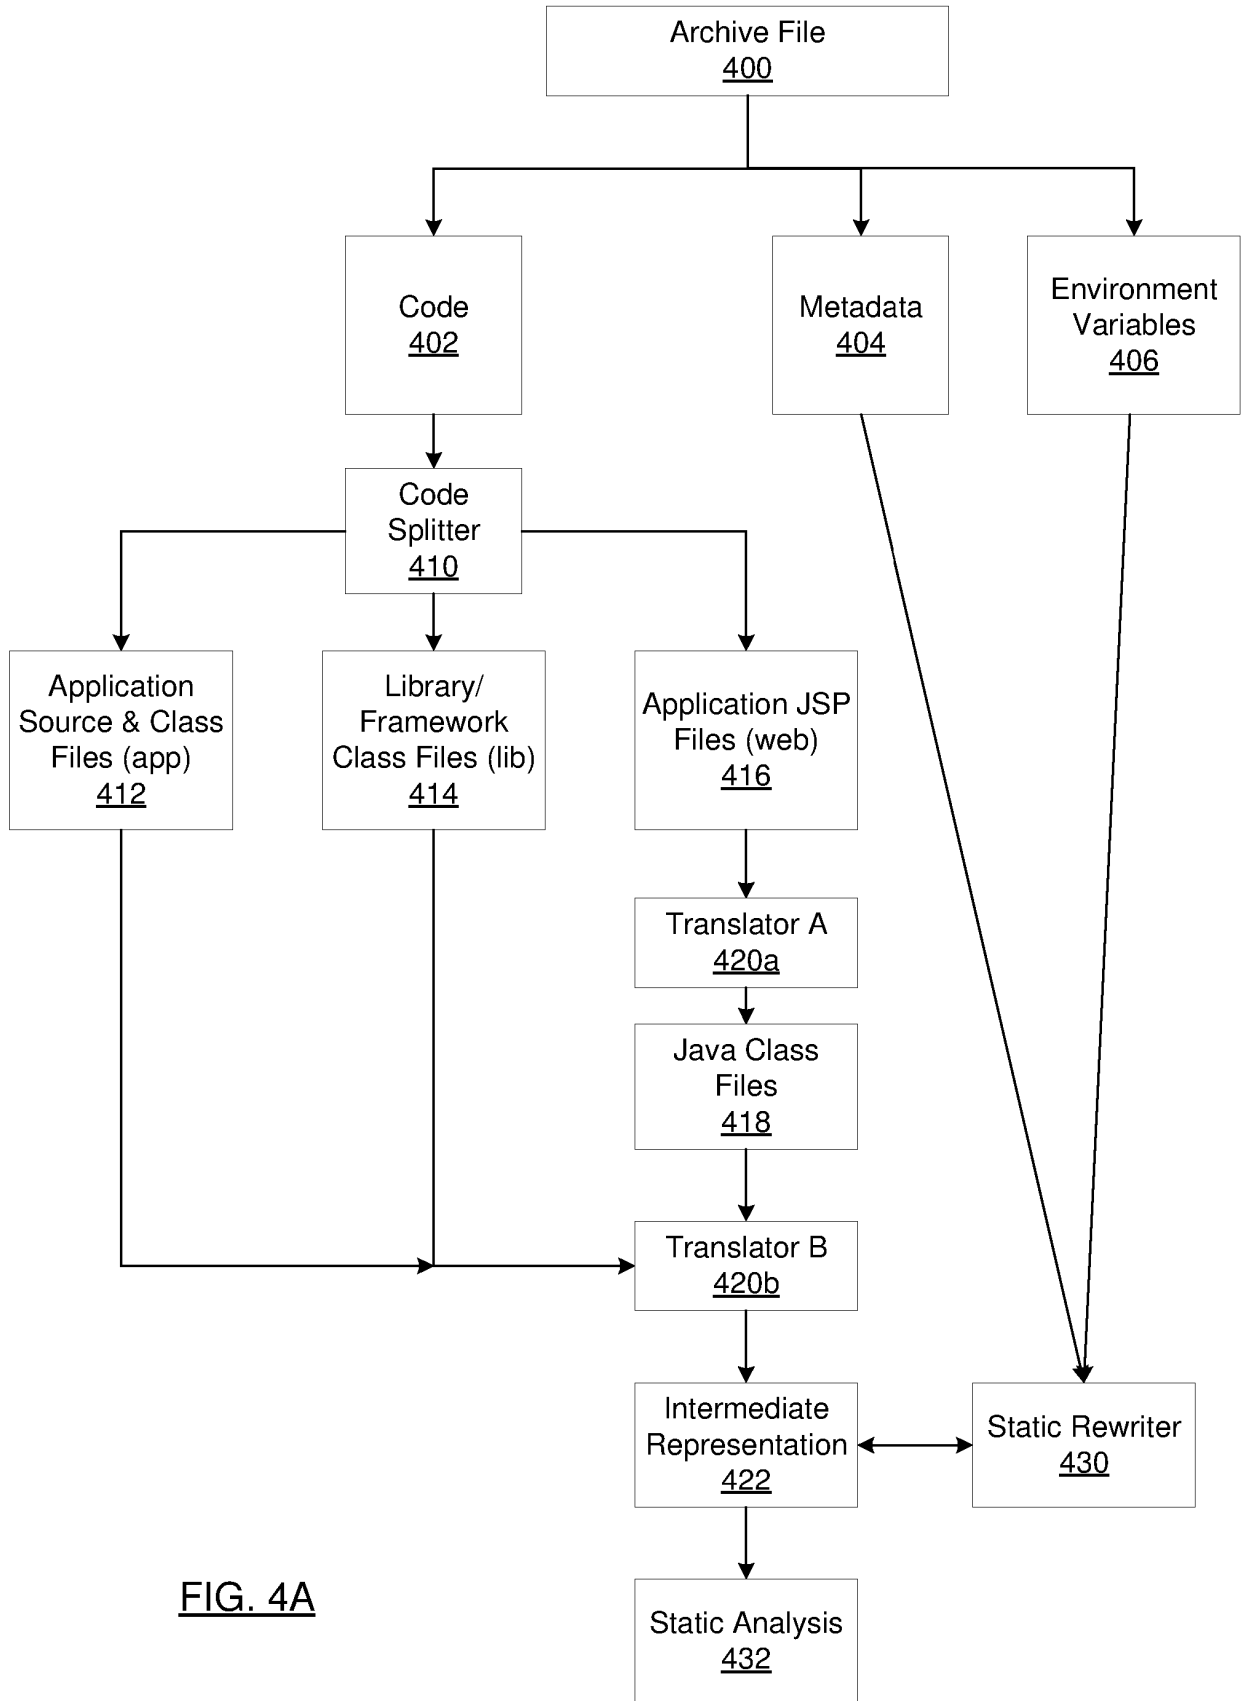 Archive File
400
Code
402
Metadata
404
Environment
Variables
406
Code
Splitter
410
Application
Source & Class
Files (app)
412
Library/
Framework
Class Files (lib)
414
Application JSP
Files (web)
416
Translator A
420a
Java Class
Files
418
Translator B
420b
Intermediate
Representation
422
Static Rewriter
430
Static Analysis
432
FIG. 4A